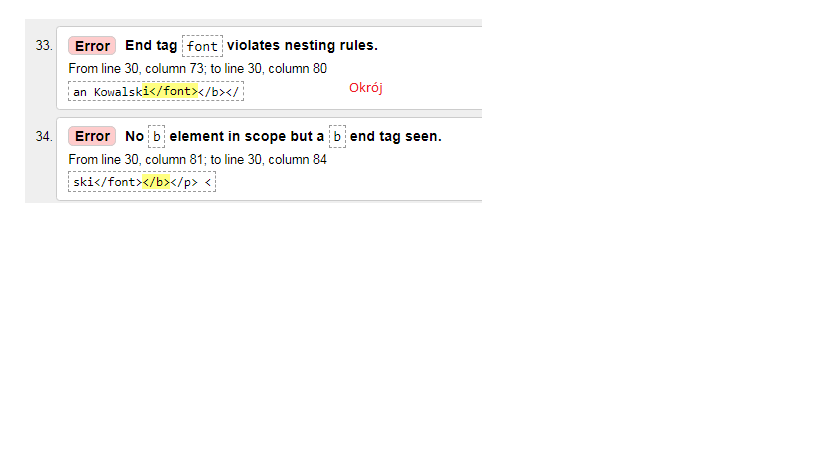 33. Error End tag font violates nesting rules.
From line 30, column 73; to line 30, column 80
an Kowalski</font></b></
Okrój
34. Error No b element in scope but a b end tag seen.
From line 30, column 81; to line 30, column 84
ski</font></b></p> <